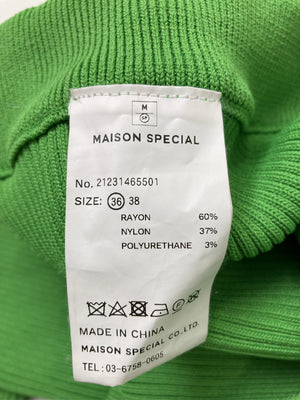 M
SP
MAISON SPECIAL
No. 21231465501
SIZE: 36 38
RAYON 60%
NYLON 37%
POLYURETHANE 3%
MADE IN CHINA
MAISON SPECIAL CO.,LTD.
TEL: 03-6758-0605